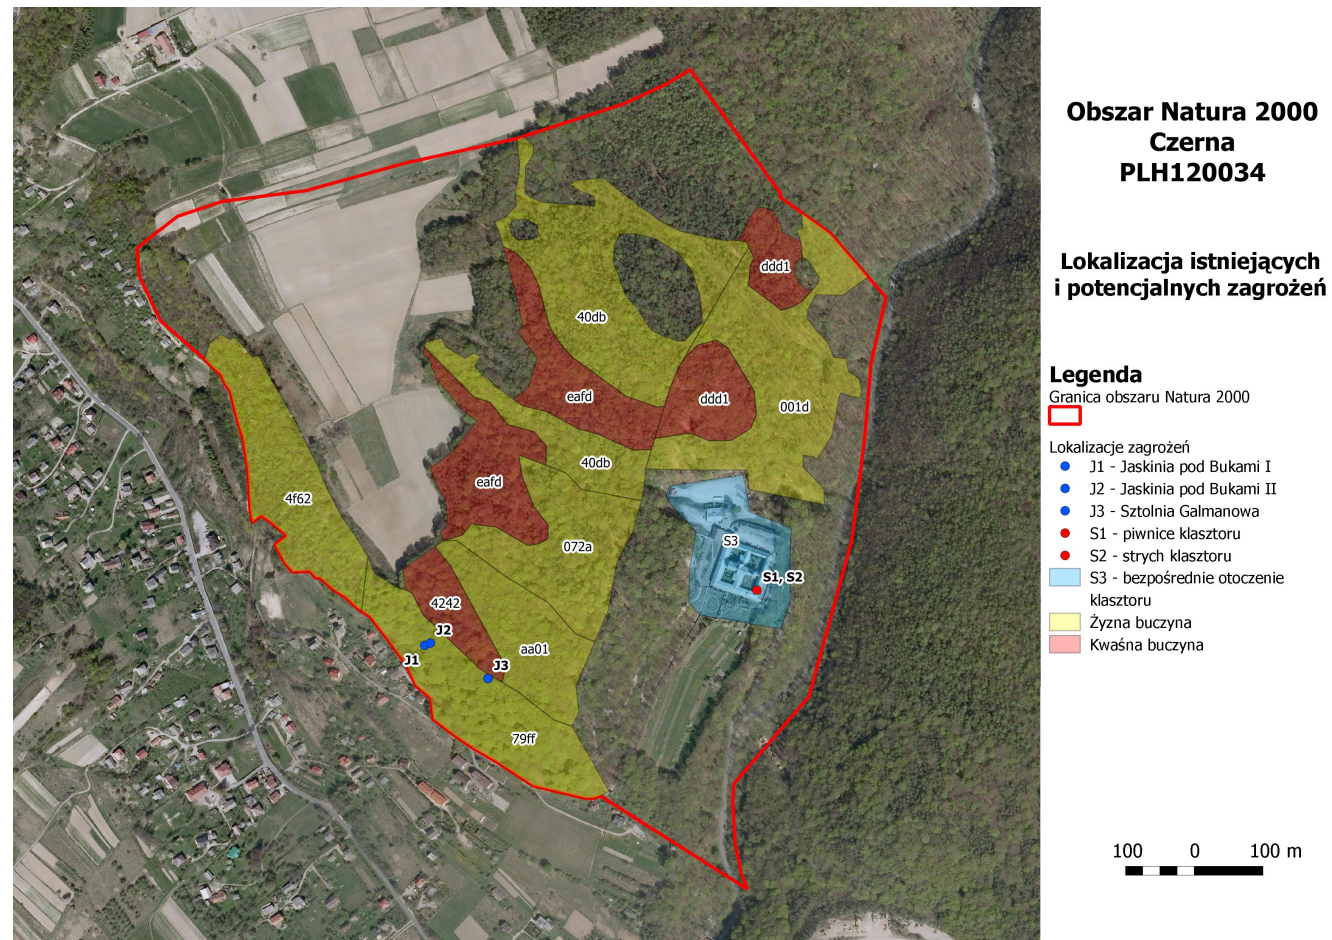 Obszar Natura 2000
Czerna
PLH120034
Lokalizacja istniejących
i potencjalnych zagrożeń
Legenda
Granica obszaru Natura 2000
Lokalizacje zagrożeń
J1 - Jaskinia pod Bukami I
J2 - Jaskinia pod Bukami II
J3 - Sztolnia Galmanowa
S1 - piwnice klasztoru
S2 - strych klasztoru
S3 - bezpośrednie otoczenie
klasztoru
Żyzna buczyna
Kwaśna buczyna
100 0 100 m
ddd1
40db
eafd
ddd1
001d
40db
eafd
4f62
S3
072a
S1, S2
4242
J2
aa01
J1
J3
79ff